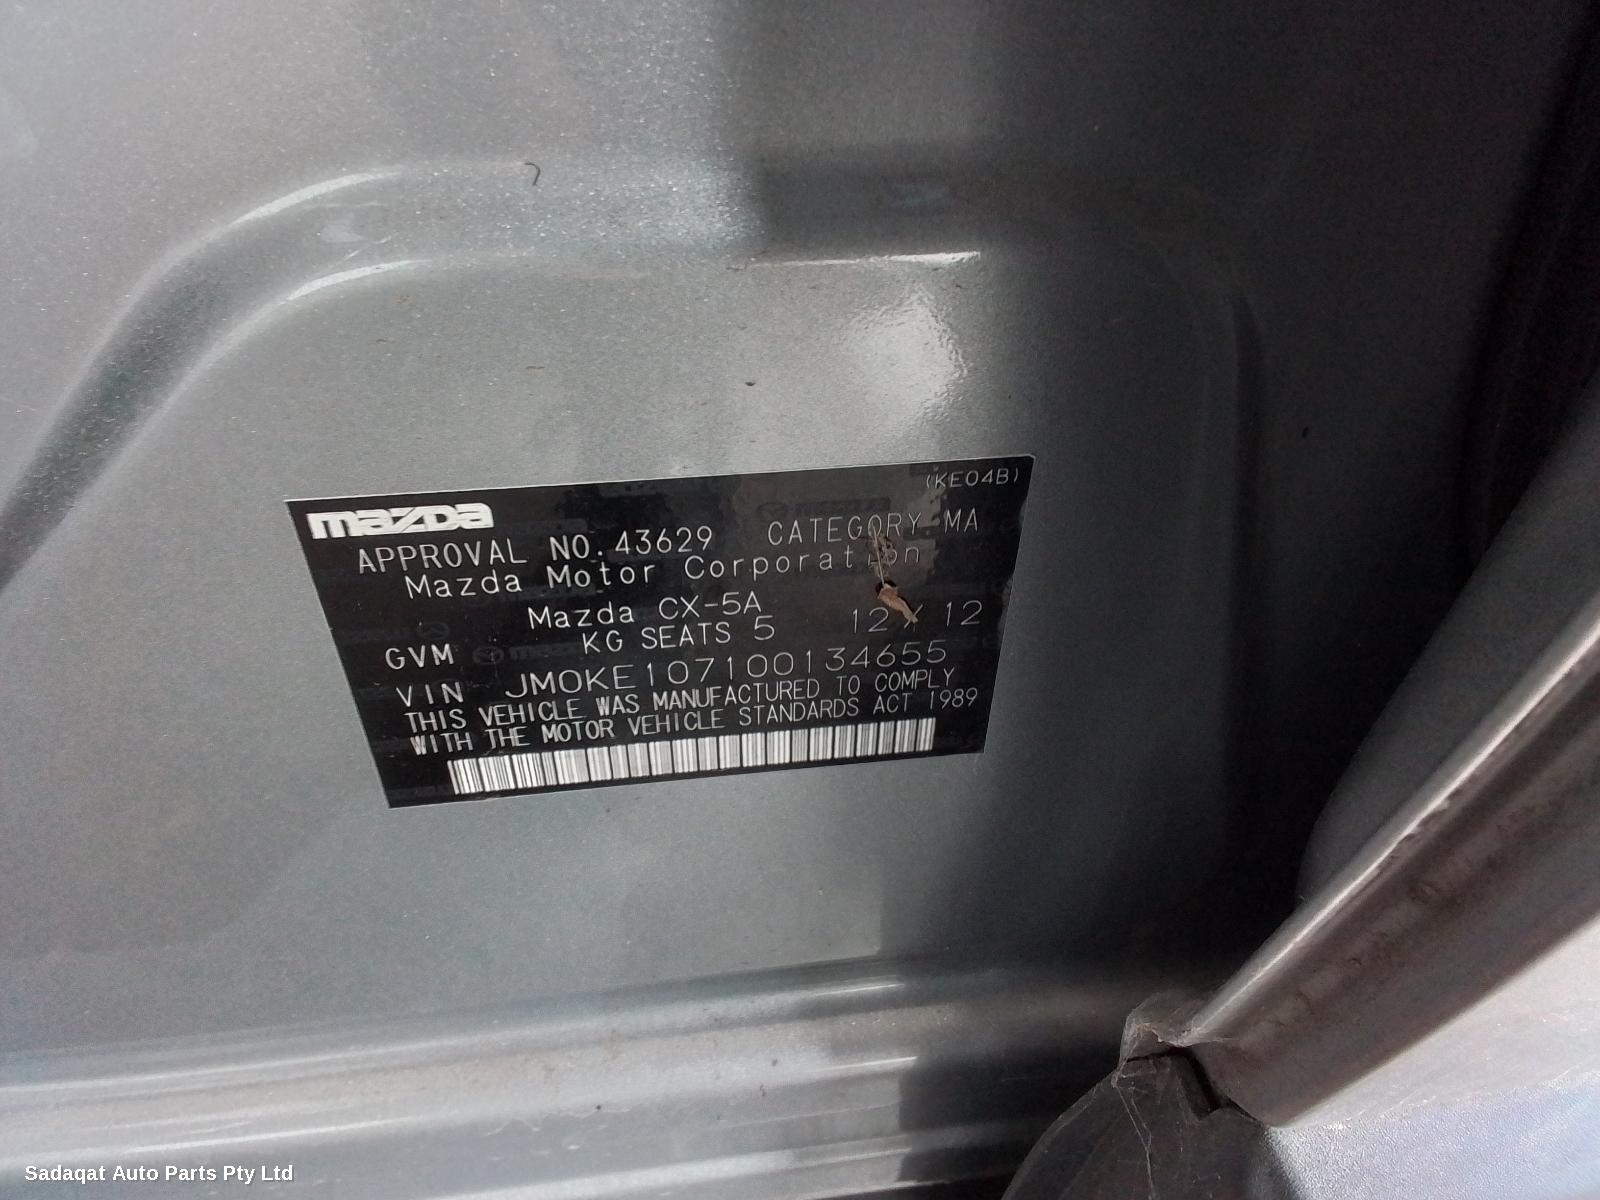 (KE04B)
mazda
APPROVAL NO. 43629 CATEGORY MA
Mazda Motor Corporation
Mazda CX-5A
GVM KG SEATS 5 12 / 12
VIN JM0KE107100134655
THIS VEHICLE WAS MANUFACTURED TO COMPLY
WITH THE MOTOR VEHICLE STANDARDS ACT 1989
Sadaqat Auto Parts Pty Ltd